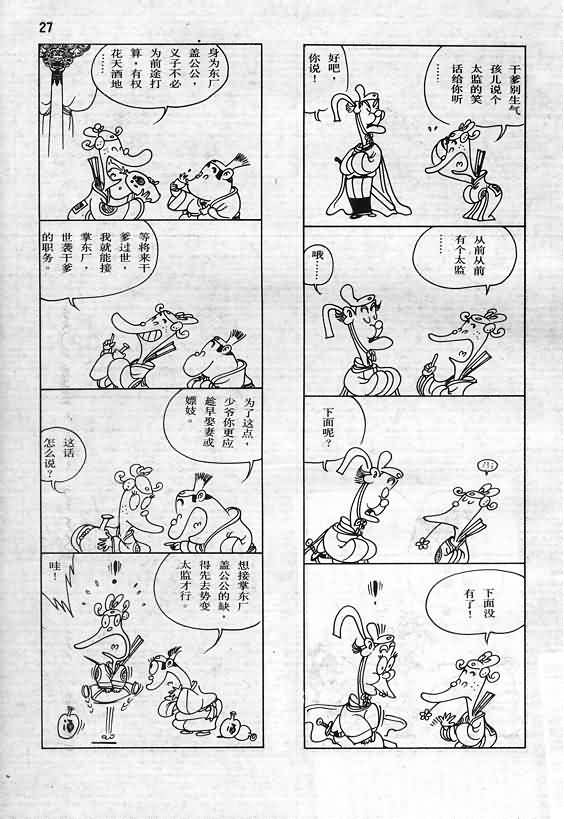 27
干爹别生气
孩儿说个
太监的笑
话给你听
……
好吧，
你说！
从前从前
有个太监
……
哦
……
下面呢？
下面没
有了！
!
身为东厂
盖公公，
义子不必
为前途打
算，有权
花天酒地
……
等将来干
爹过世，
我就能接
掌东厂，
世袭干爹
的职务。
为了这点，
少爷你更应
趁早娶妻或
嫖妓。
这话
怎么说？
想接掌东厂
盖公公的缺，
得先去势变
太监才行。
!
哇！
酒